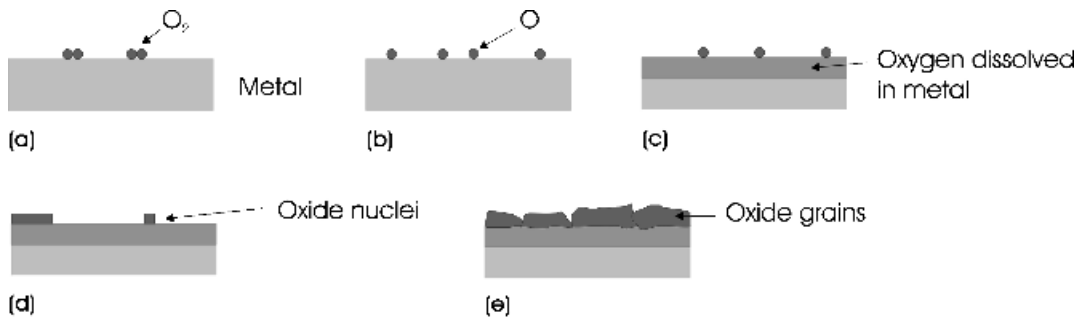 O₂
O
Metal
Oxygen dissolved
in metal
(a)
(b)
(c)
Oxide nuclei
Oxide grains
(d)
(e)